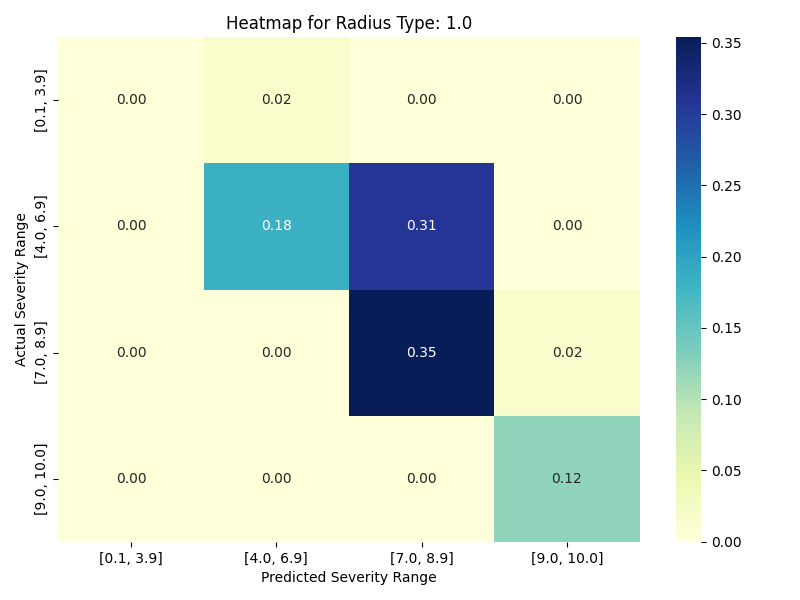 Heatmap for Radius Type: 1.0
Actual Severity Range
[0.1, 3.9]
[4.0, 6.9]
[7.0, 8.9]
[9.0, 10.0]
0.00 0.02 0.00 0.00
0.00 0.18 0.31 0.00
0.00 0.00 0.35 0.02
0.00 0.00 0.00 0.12
[0.1, 3.9] [4.0, 6.9] [7.0, 8.9] [9.0, 10.0]
Predicted Severity Range
0.35
0.30
0.25
0.20
0.15
0.10
0.05
0.00